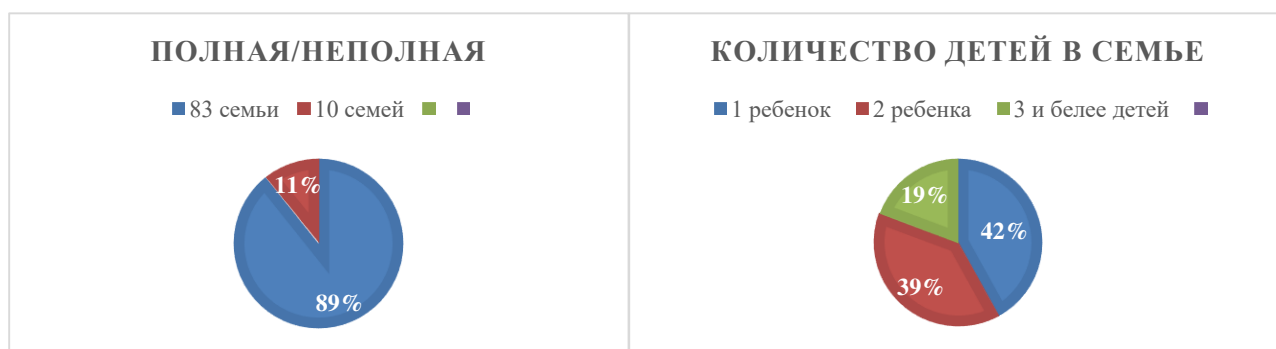 ПОЛНАЯ/НЕПОЛНАЯ
83 семьи 10 семей
11%
89%
КОЛИЧЕСТВО ДЕТЕЙ В СЕМЬЕ
1 ребенок 2 ребенка 3 и белее детей
19%
42%
39%